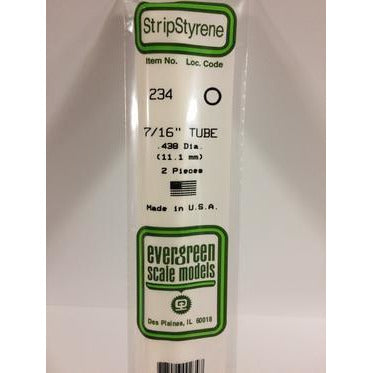 StripStyrene
Item No. Loc. Code
234
7/16" TUBE
.438 Dia.
(11.1 mm)
2 Pieces
Made in U.S.A.
evergreen
scale models
Des Plaines, IL 60018